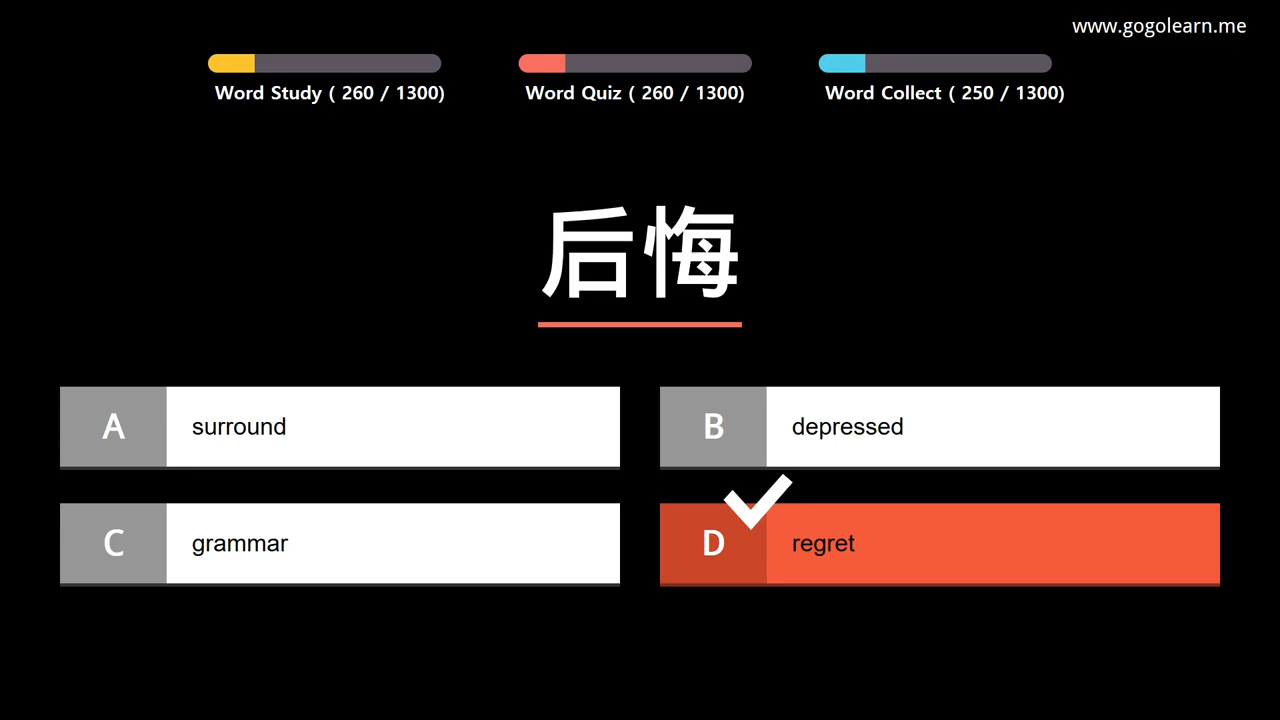 www.gogolearn.me
Word Study ( 260 / 1300)
Word Quiz ( 260 / 1300)
Word Collect ( 250 / 1300)
后悔
A surround
B depressed
C grammar
D regret